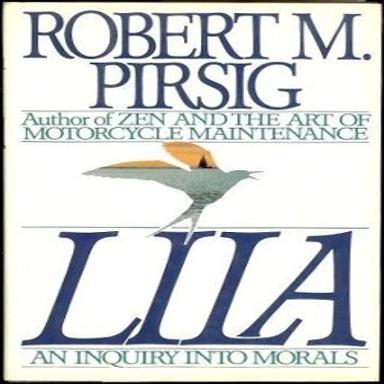 ROBERT M.
PIRSIG
Author of ZEN AND THE ART OF
MOTORCYCLE MAINTENANCE
LILA
AN INQUIRY INTO MORALS